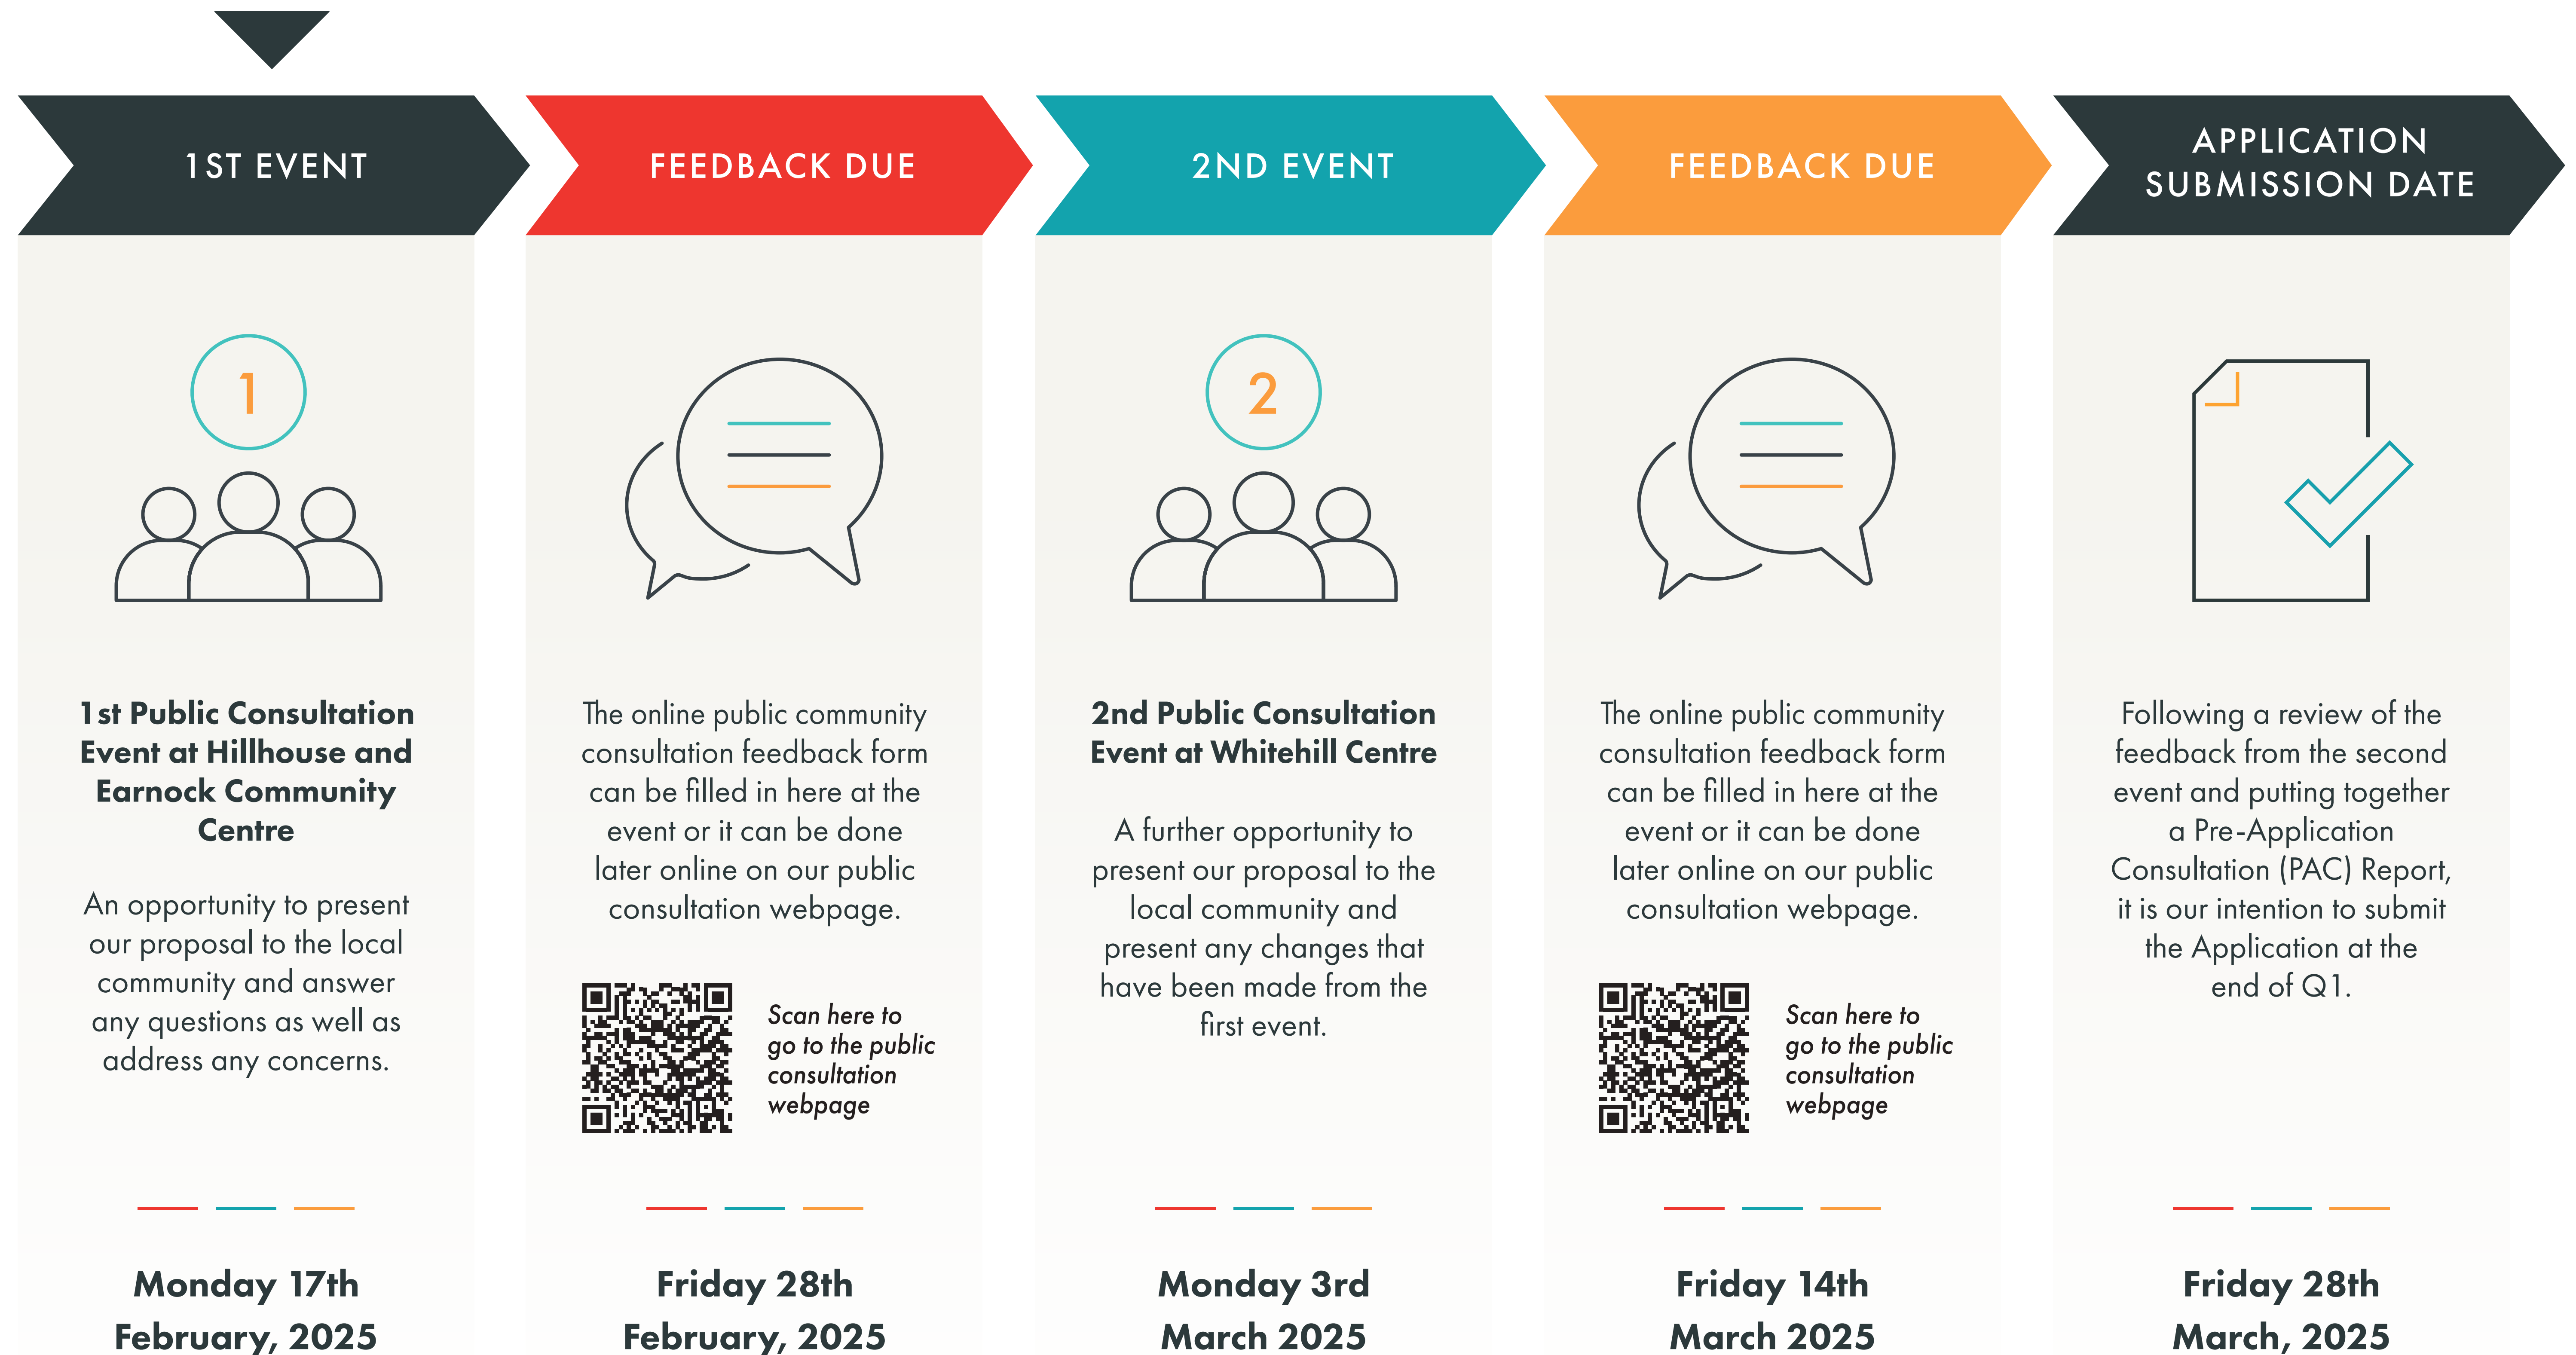 1ST EVENT
FEEDBACK DUE
2ND EVENT
FEEDBACK DUE
APPLICATION
SUBMISSION DATE
1
1st Public Consultation
Event at Hillhouse and
Earnock Community
Centre
An opportunity to present
our proposal to the local
community and answer
any questions as well as
address any concerns.
Monday 17th
February, 2025
The online public community
consultation feedback form
can be filled in here at the
event or it can be done
later online on our public
consultation webpage.
Scan here to
go to the public
consultation
webpage
Friday 28th
February, 2025
2
2nd Public Consultation
Event at Whitehill Centre
A further opportunity to
present our proposal to the
local community and
present any changes that
have been made from the
first event.
Monday 3rd
March 2025
The online public community
consultation feedback form
can be filled in here at the
event or it can be done
later online on our public
consultation webpage.
Scan here to
go to the public
consultation
webpage
Friday 14th
March 2025
Following a review of the
feedback from the second
event and putting together
a Pre-Application
Consultation (PAC) Report,
it is our intention to submit
the Application at the
end of Q1.
Friday 28th
March, 2025